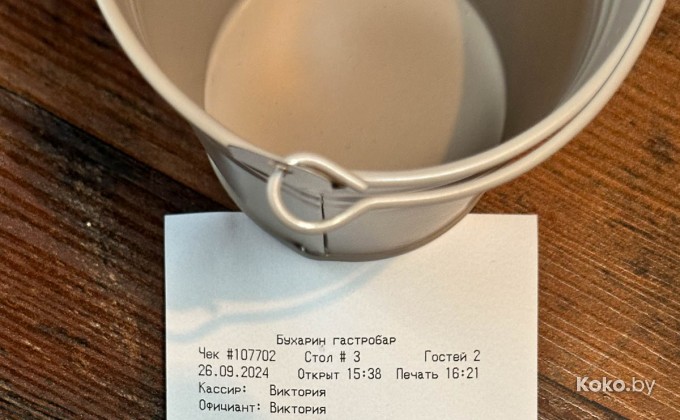 Бухарин гастробар
Чек #107702 Стол # 3 Гостей 2
26.09.2024 Открыт 15:38 Печать 16:21
Кассир: Виктория
Официант: Виктория
Koko.by